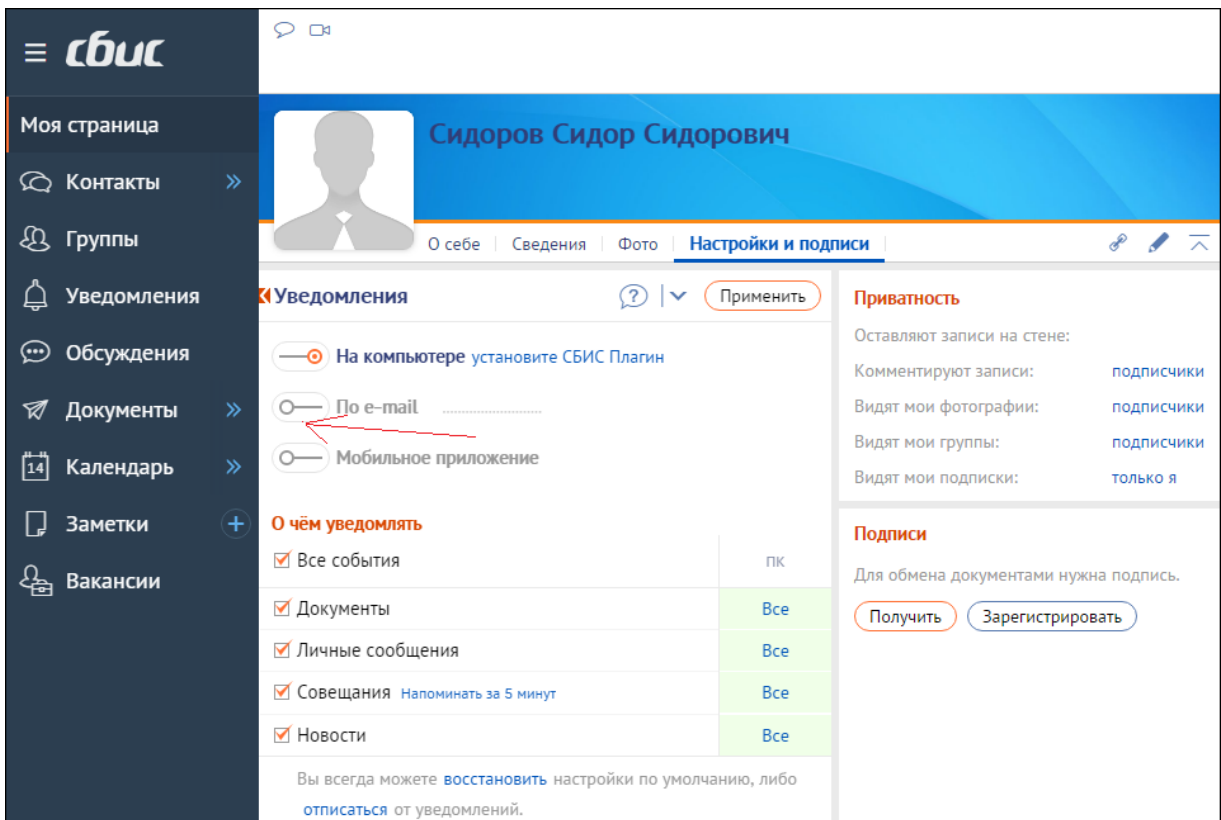 сбис
Моя страница
Контакты
Группы
Уведомления
Обсуждения
Документы
14
Календарь
Заметки
Вакансии
Сидоров Сидор Сидорович
О себе Сведения Фото Настройки и подписи
Уведомления ? Применить
На компьютере установите СБИС Плагин
По e-mail
Мобильное приложение
О чём уведомлять
Все события ПК
Документы Все
Личные сообщения Все
Совещания Напоминать за 5 минут Все
Новости Все
Вы всегда можете восстановить настройки по умолчанию, либо
отписаться от уведомлений.
Приватность
Оставляют записи на стене:
Комментируют записи: подписчики
Видят мои фотографии: подписчики
Видят мои группы: подписчики
Видят мои подписки: только я
Подписи
Для обмена документами нужна подпись.
Получить Зарегистрировать